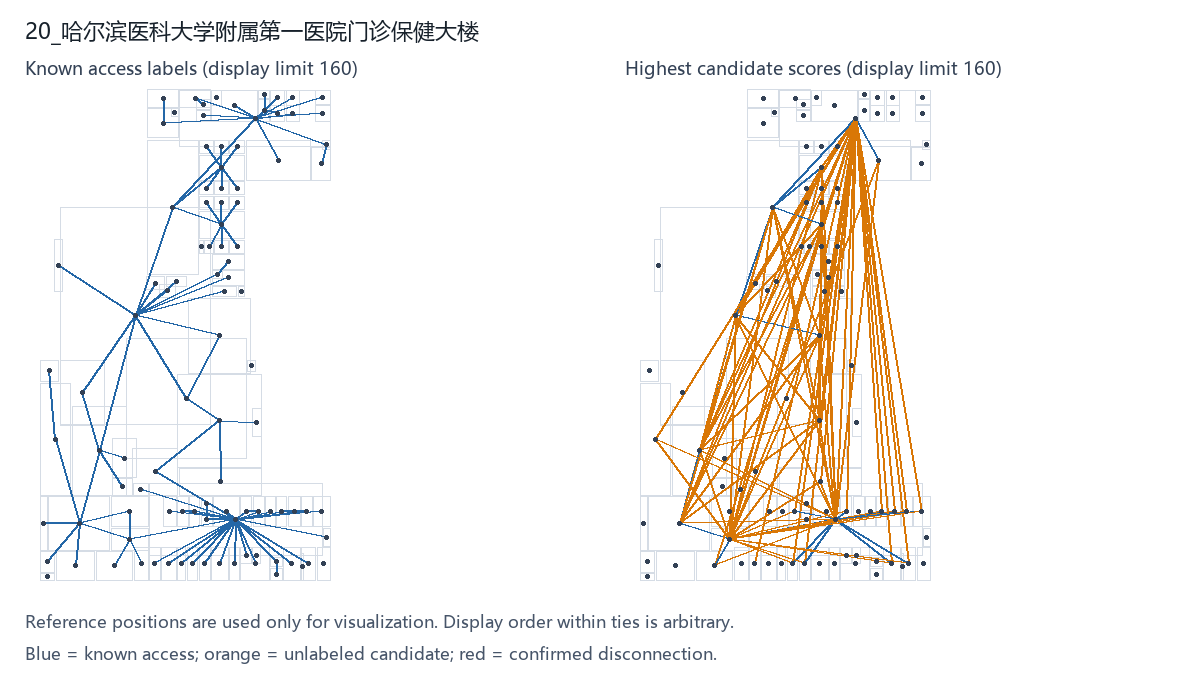 20_哈尔滨医科大学附属第一医院门诊保健大楼
Known access labels (display limit 160)
Highest candidate scores (display limit 160)
Reference positions are used only for visualization. Display order within ties is arbitrary.
Blue = known access; orange = unlabeled candidate; red = confirmed disconnection.